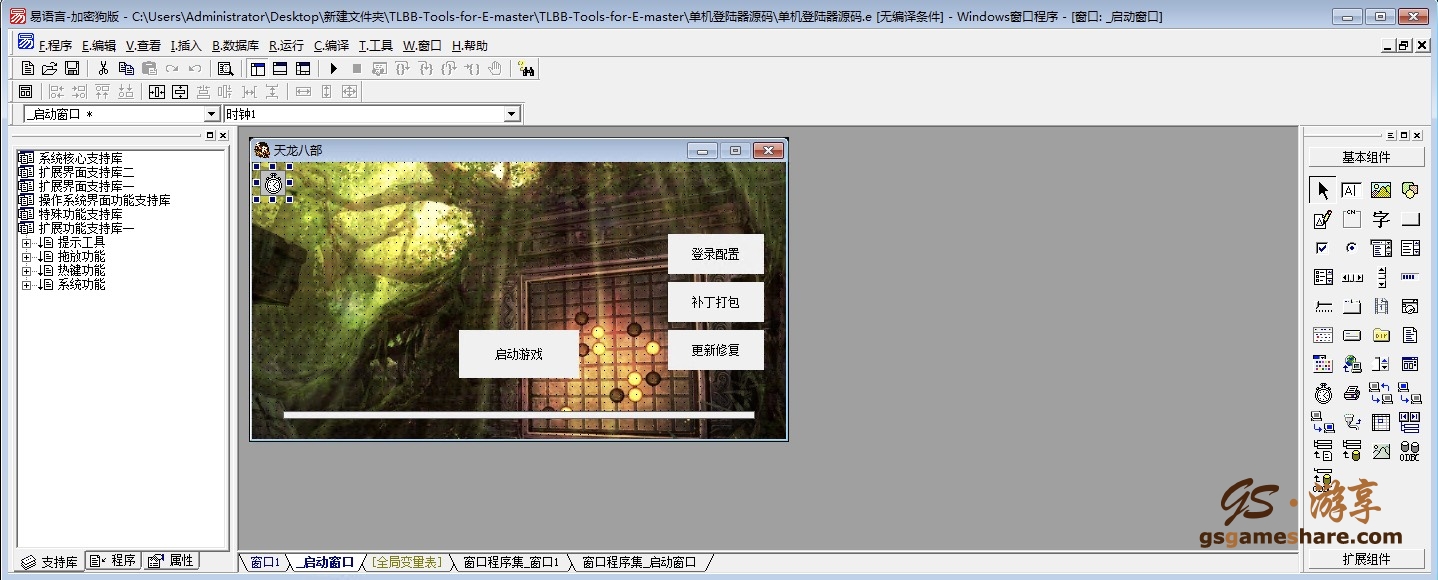 易语言-加密狗版 - C:\Users\Administrator\Desktop\新建文件夹\TLBB-Tools-for-E-master\TLBB-Tools-for-E-master\单机登陆器源码\单机登陆器源码.e [无编译条件] - Windows窗口程序 - [窗口: _启动窗口]
F.程序 E.编辑 V.查看 I.插入 B.数据库 R.运行 C.编译 T.工具 W.窗口 H.帮助
_启动窗口 * 时钟1
系统核心支持库
扩展界面支持库二
扩展界面支持库一
操作系统界面功能支持库
特殊功能支持库
扩展功能支持库一
提示工具
拖放功能
热键功能
系统功能
支持库 程序 属性
天龙八部
登录配置
补丁打包
更新修复
启动游戏
窗口1 _启动窗口 [全局变量表] 窗口程序集_窗口1 窗口程序集_启动窗口
基本组件
扩展组件
GS·游享
gsgameshare.com